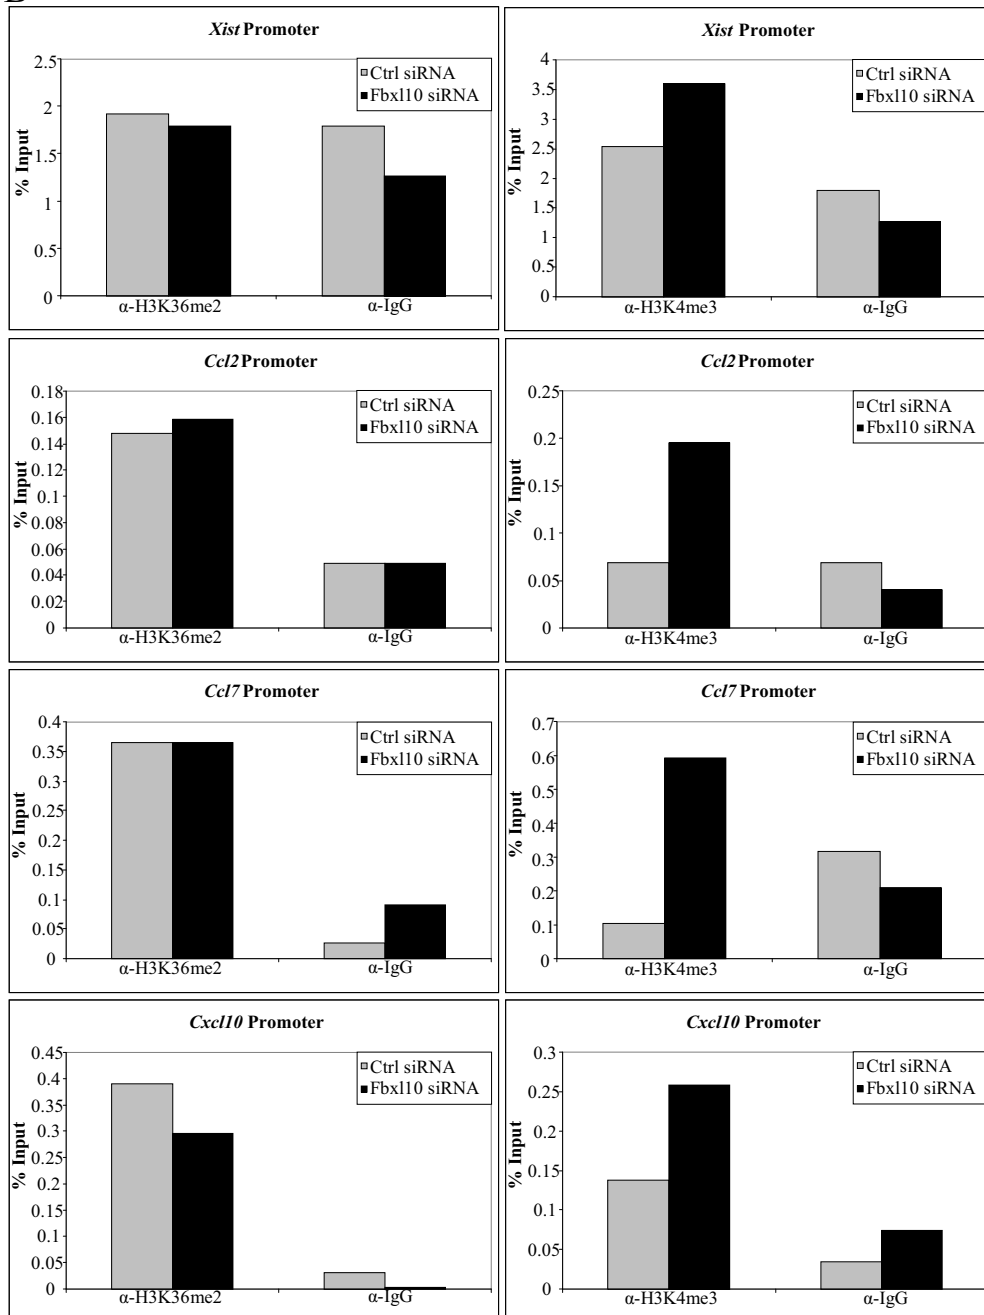 B
Xist Promoter
2.5
2
1.5
1
0.5
0
% Input
Ctrl siRNA
Fbxl10 siRNA
α-H3K36me2
α-IgG
Xist Promoter
4
3.5
3
2.5
2
1.5
1
0.5
0
% Input
Ctrl siRNA
Fbxl10 siRNA
α-H3K4me3
α-IgG
Ccl2 Promoter
0.18
0.16
0.14
0.12
0.1
0.08
0.06
0.04
0.02
0
% Input
Ctrl siRNA
Fbxl10 siRNA
α-H3K36me2
α-IgG
Ccl2 Promoter
0.25
0.2
0.15
0.1
0.05
0
% Input
Ctrl siRNA
Fbxl10 siRNA
α-H3K4me3
α-IgG
Ccl7 Promoter
0.4
0.35
0.3
0.25
0.2
0.15
0.1
0.05
0
% Input
Ctrl siRNA
Fbxl10 siRNA
α-H3K36me2
α-IgG
Ccl7 Promoter
0.7
0.6
0.5
0.4
0.3
0.2
0.1
0
% Input
Ctrl siRNA
Fbxl10 siRNA
α-H3K4me3
α-IgG
Cxcl10 Promoter
0.45
0.4
0.35
0.3
0.25
0.2
0.15
0.1
0.05
0
% Input
Ctrl siRNA
Fbxl10 siRNA
α-H3K36me2
α-IgG
Cxcl10 Promoter
0.3
0.25
0.2
0.15
0.1
0.05
0
% Input
Ctrl siRNA
Fbxl10 siRNA
α-H3K4me3
α-IgG